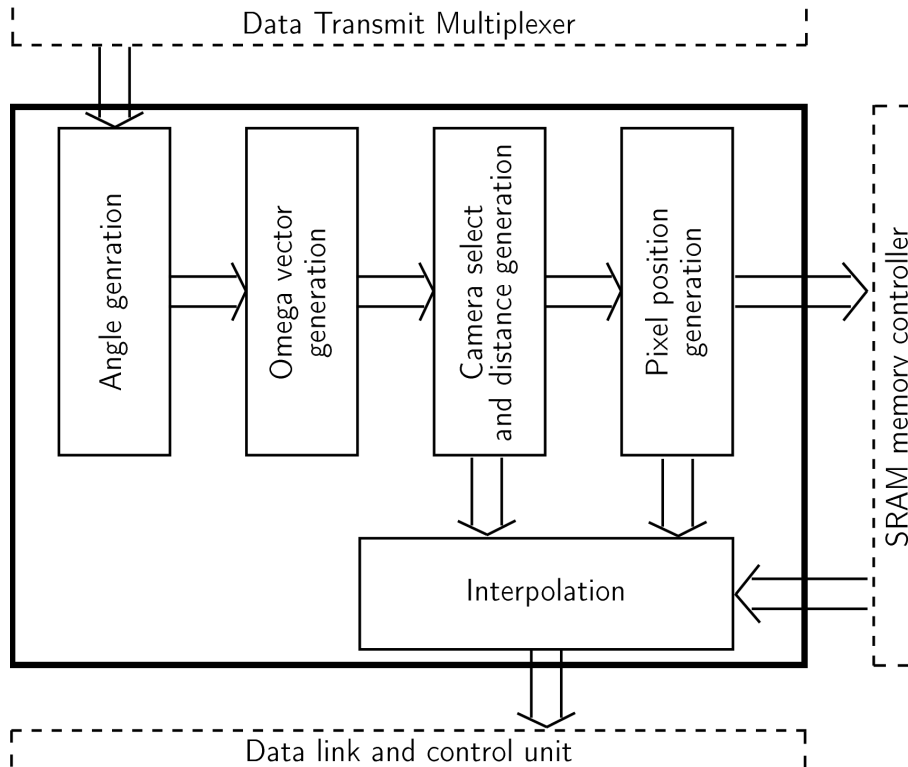 Data Transmit Multiplexer
Angle genration
Omega vector
generation
Camera select
and distance generation
Pixel position
generation
SRAM memory controller
Interpolation
Data link and control unit